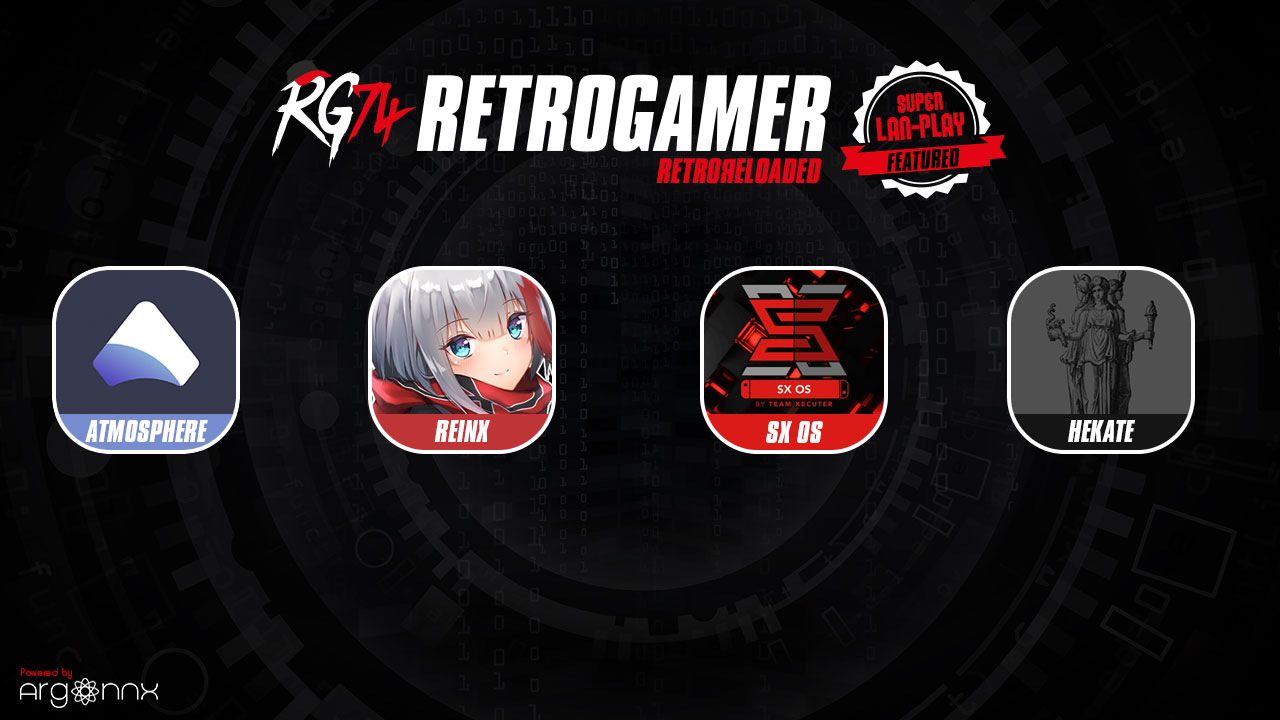 RG74 RETROGAMER
RETRORELOADED
SUPER
LAN-PLAY
FEATURED
ATMOSPHERE
REINX
SX OS
BY TEAM XECUTER
SX OS
HEKATE
Powered by
ArgonnX